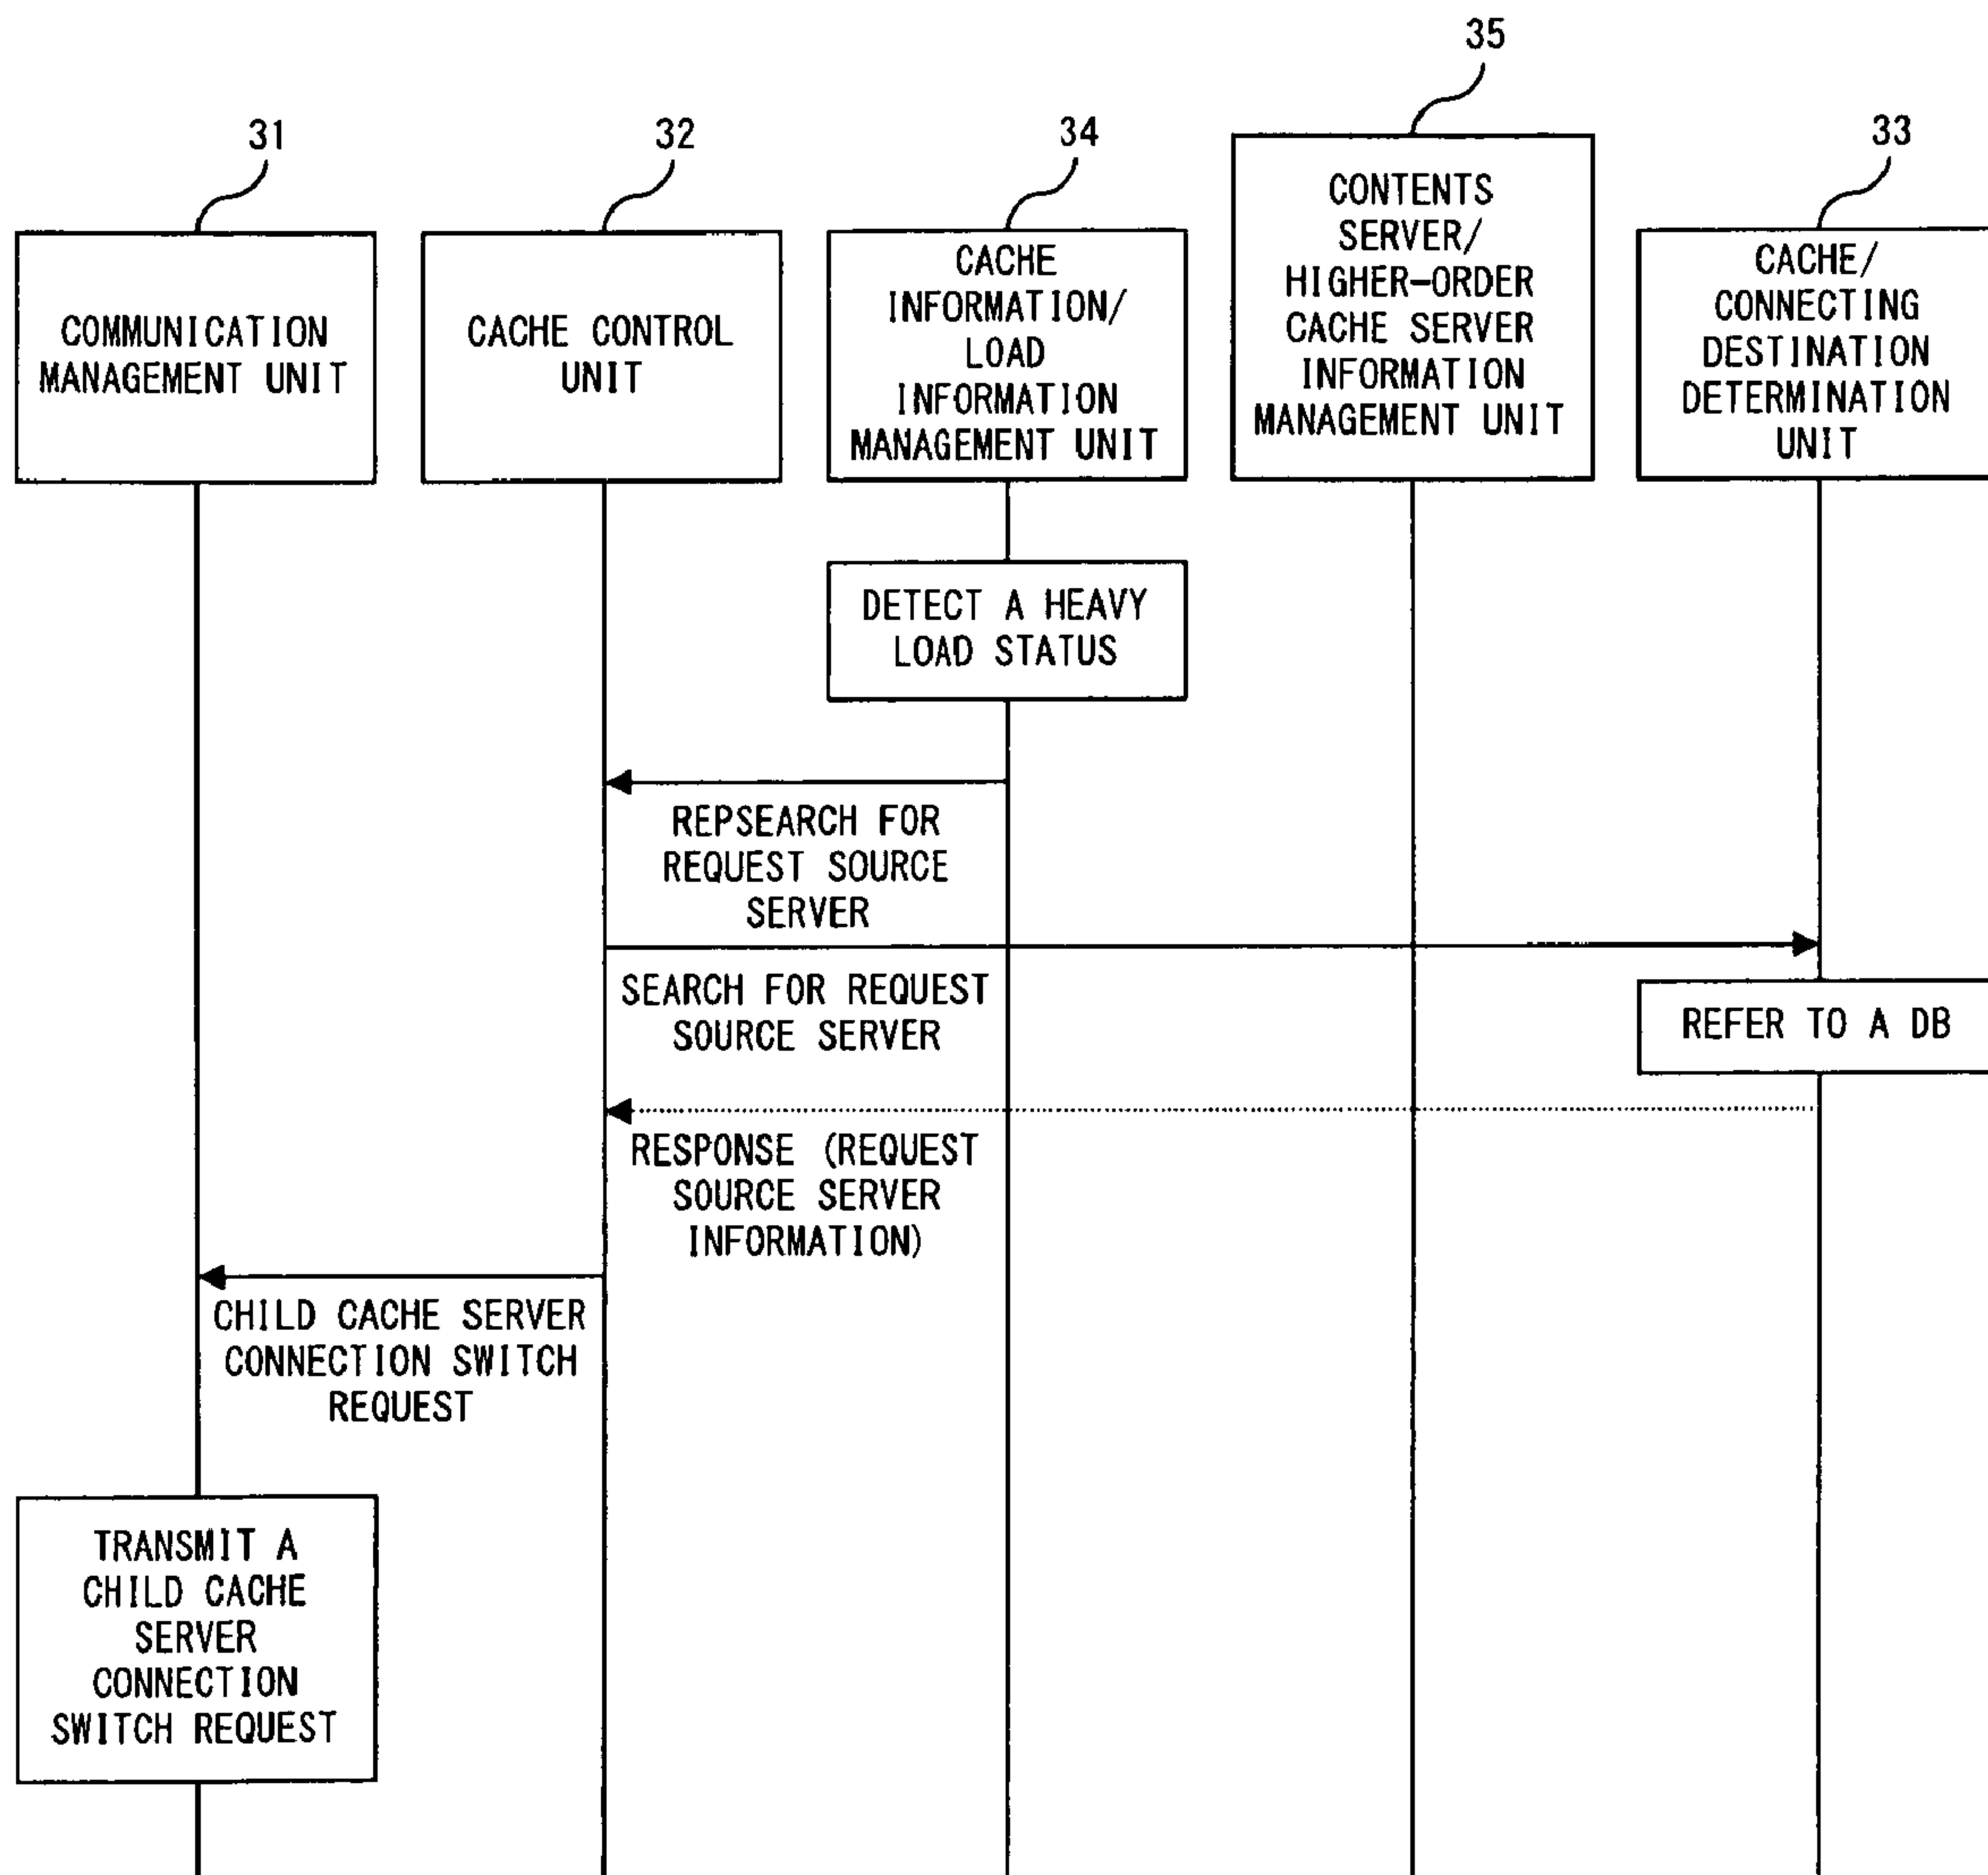 35
31
32
34
33
COMMUNICATION
MANAGEMENT UNIT
CACHE CONTROL
UNIT
CACHE
INFORMATION/
LOAD
INFORMATION
MANAGEMENT UNIT
CONTENTS
SERVER/
HIGHER-ORDER
CACHE SERVER
INFORMATION
MANAGEMENT UNIT
CACHE/
CONNECTING
DESTINATION
DETERMINATION
UNIT
DETECT A HEAVY
LOAD STATUS
REPSEARCH FOR
REQUEST SOURCE
SERVER
SEARCH FOR REQUEST
SOURCE SERVER
REFER TO A DB
RESPONSE (REQUEST
SOURCE SERVER
INFORMATION)
CHILD CACHE SERVER
CONNECTION SWITCH
REQUEST
TRANSMIT A
CHILD CACHE
SERVER
CONNECTION
SWITCH REQUEST